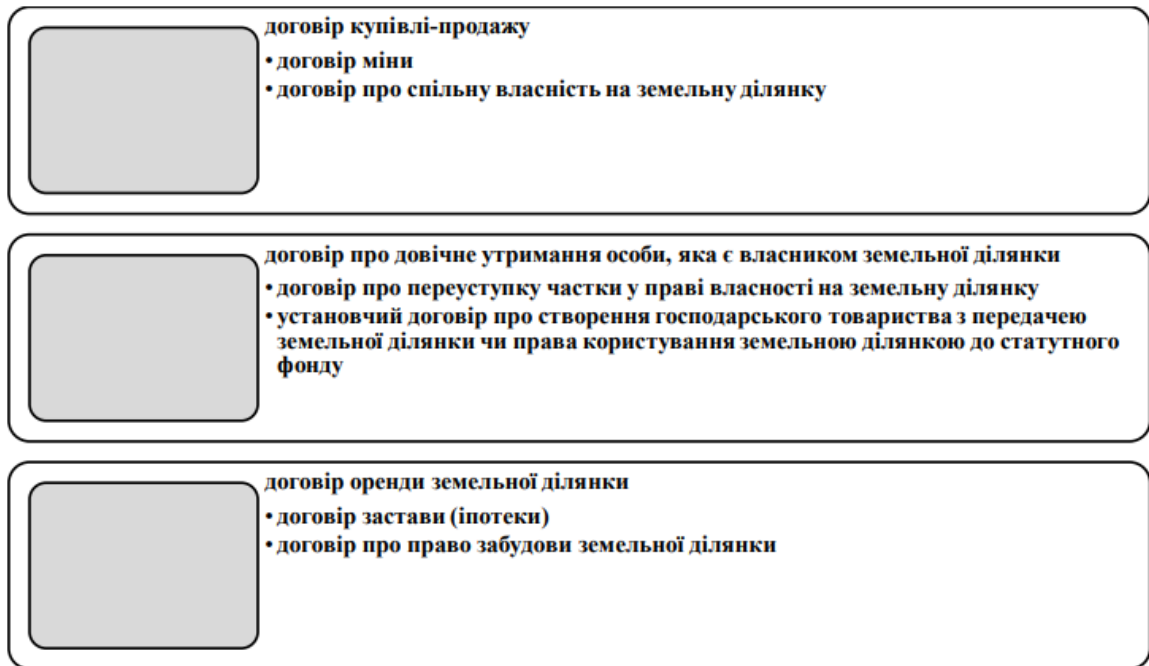 договір купівлі-продажу
• договір міни
• договір про спільну власність на земельну ділянку
договір про довічне утримання особи, яка є власником земельної ділянки
• договір про переуступку частки у праві власності на земельну ділянку
• установчий договір про створення господарського товариства з передачею
земельної ділянки чи права користування земельною ділянкою до статутного
фонду
договір оренди земельної ділянки
• договір застави (іпотеки)
• договір про право забудови земельної ділянки